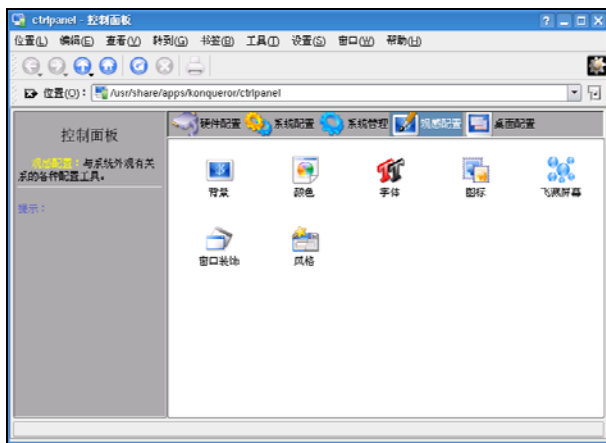 ctrlpanel - 控制面板
位置(L) 编辑(E) 查看(V) 转到(G) 书签(B) 工具(T) 设置(S) 窗口(W) 帮助(H)
位置(O): /usr/share/apps/konqueror/ctrlpanel
硬件配置 系统配置 系统管理 观感配置 桌面配置
控制面板
观感配置:与系统外观有关
系的各种配置工具。
提示:
背景 颜色 字体 图标 飞溅屏幕
窗口装饰 风格